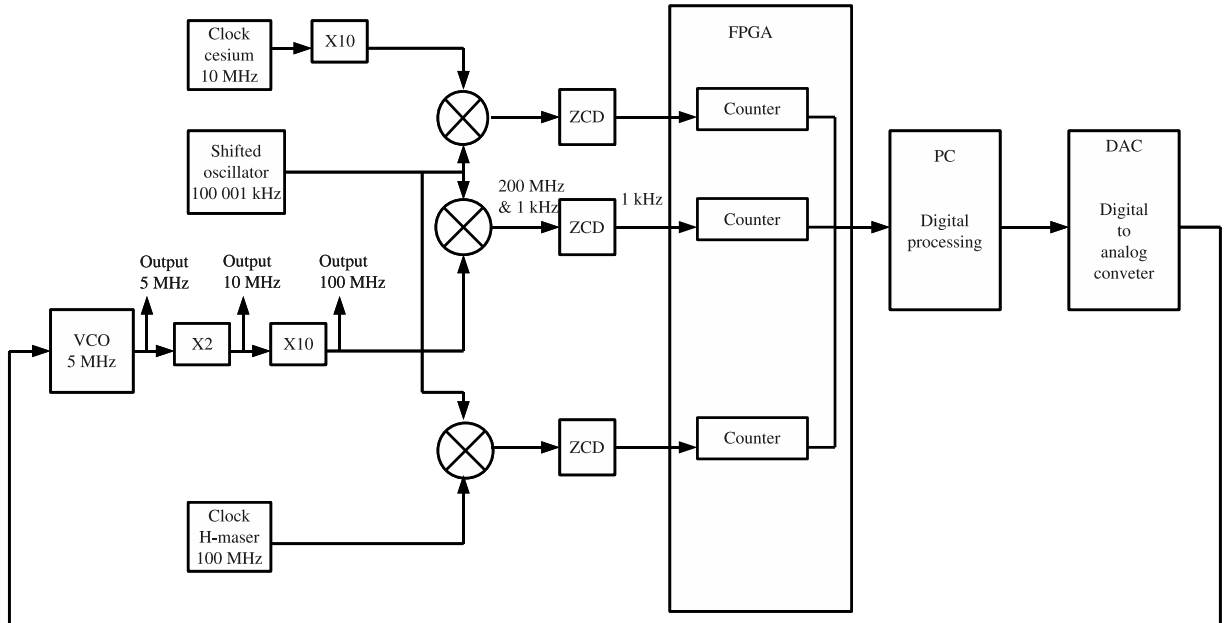 Clock
cesium
10 MHz
X10
FPGA
ZCD
Counter
Shifted
oscillator
100 001 kHz
200 MHz
& 1 kHz
ZCD
1 kHz
Counter
PC
Digital
processing
DAC
Digital
to
analog
conveter
Output
5 MHz
Output
10 MHz
Output
100 MHz
VCO
5 MHz
X2
X10
ZCD
Counter
Clock
H-maser
100 MHz